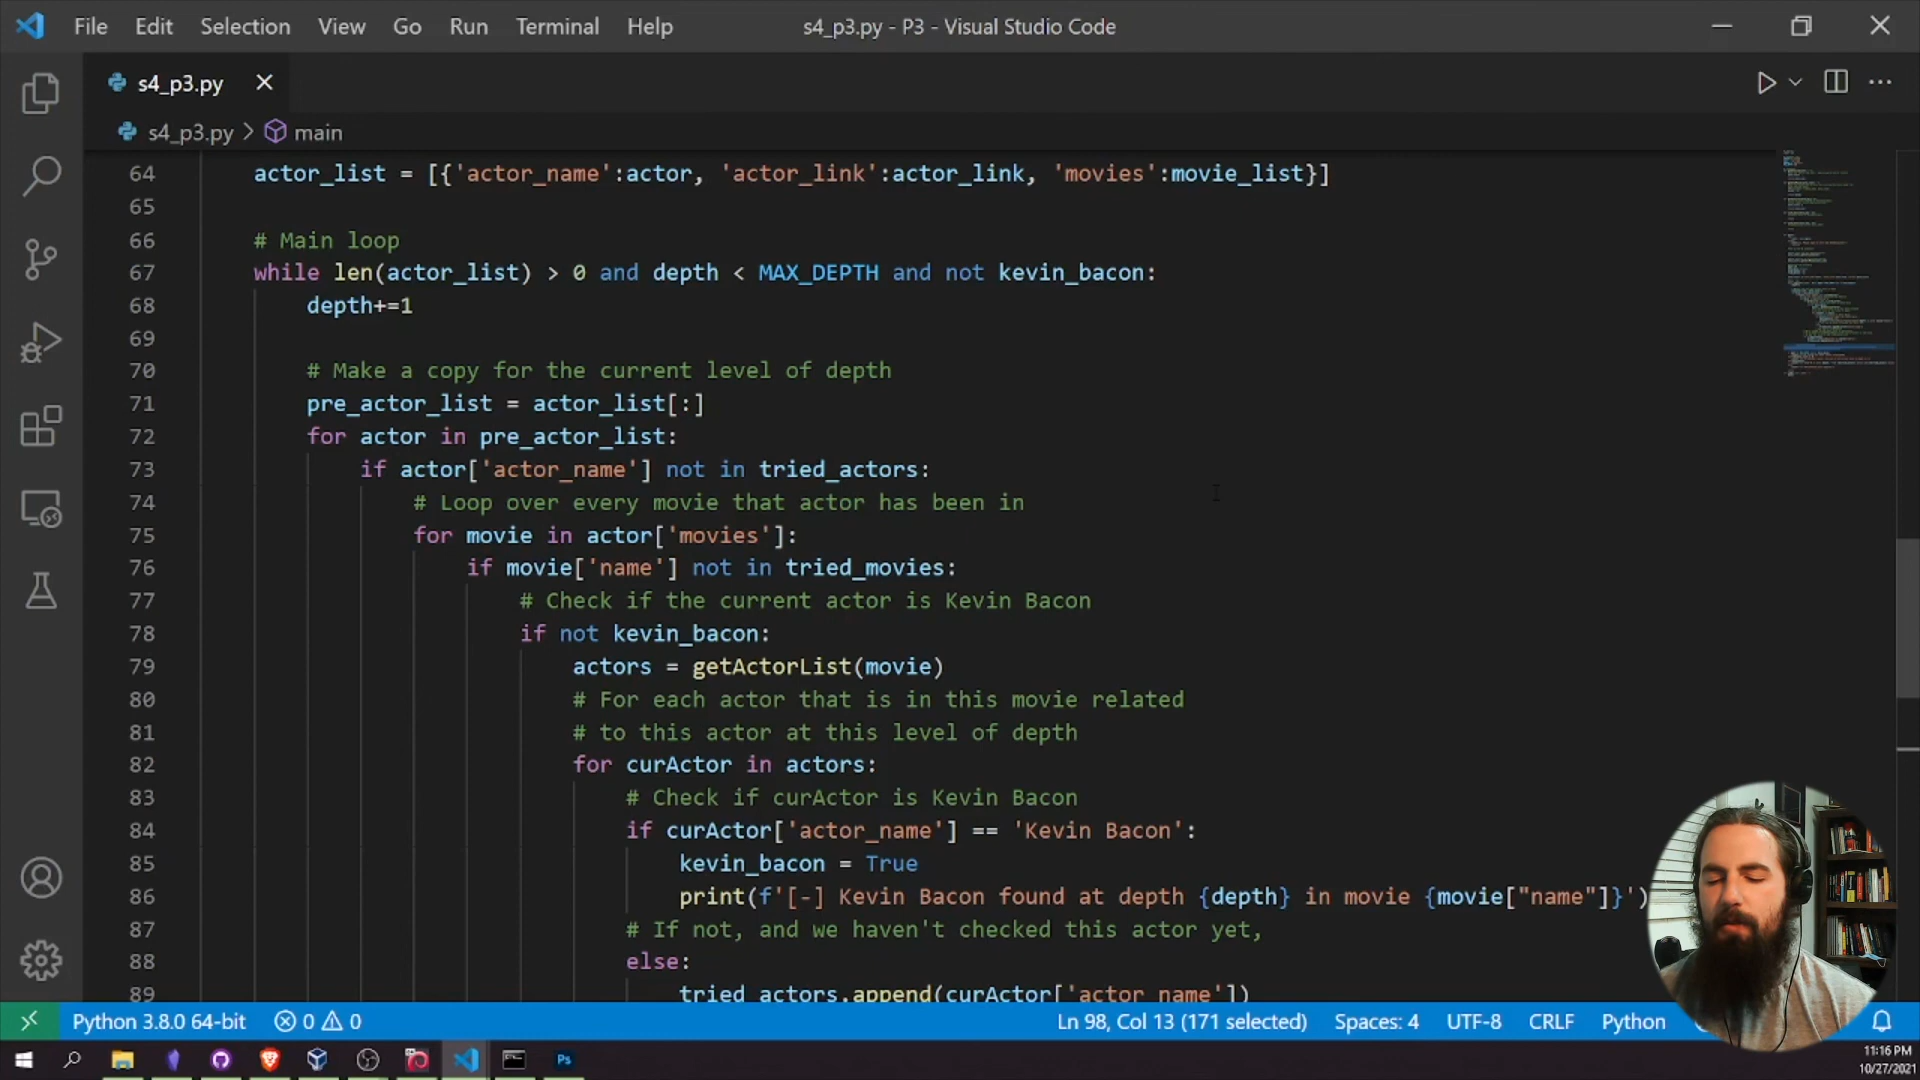 File Edit Selection View Go Run Terminal Help s4_p3.py - P3 - Visual Studio Code
s4_p3.py
s4_p3.py > main
64 actor_list = [{'actor_name':actor, 'actor_link':actor_link, 'movies':movie_list}]
65
66 # Main loop
67 while len(actor_list) > 0 and depth < MAX_DEPTH and not kevin_bacon:
68 depth+=1
69
70 # Make a copy for the current level of depth
71 pre_actor_list = actor_list[:]
72 for actor in pre_actor_list:
73 if actor['actor_name'] not in tried_actors:
74 # Loop over every movie that actor has been in
75 for movie in actor['movies']:
76 if movie['name'] not in tried_movies:
77 # Check if the current actor is Kevin Bacon
78 if not kevin_bacon:
79 actors = getActorList(movie)
80 # For each actor that is in this movie related
81 # to this actor at this level of depth
82 for curActor in actors:
83 # Check if curActor is Kevin Bacon
84 if curActor['actor_name'] == 'Kevin Bacon':
85 kevin_bacon = True
86 print(f'[-] Kevin Bacon found at depth {depth} in movie {movie["name"]}')
87 # If not, and we haven't checked this actor yet,
88 else:
89 tried_actors.append(curActor['actor_name'])
Python 3.8.0 64-bit 0 0 Ln 98, Col 13 (171 selected) Spaces: 4 UTF-8 CRLF Python
Ps
11:16 PM
10/27/2021